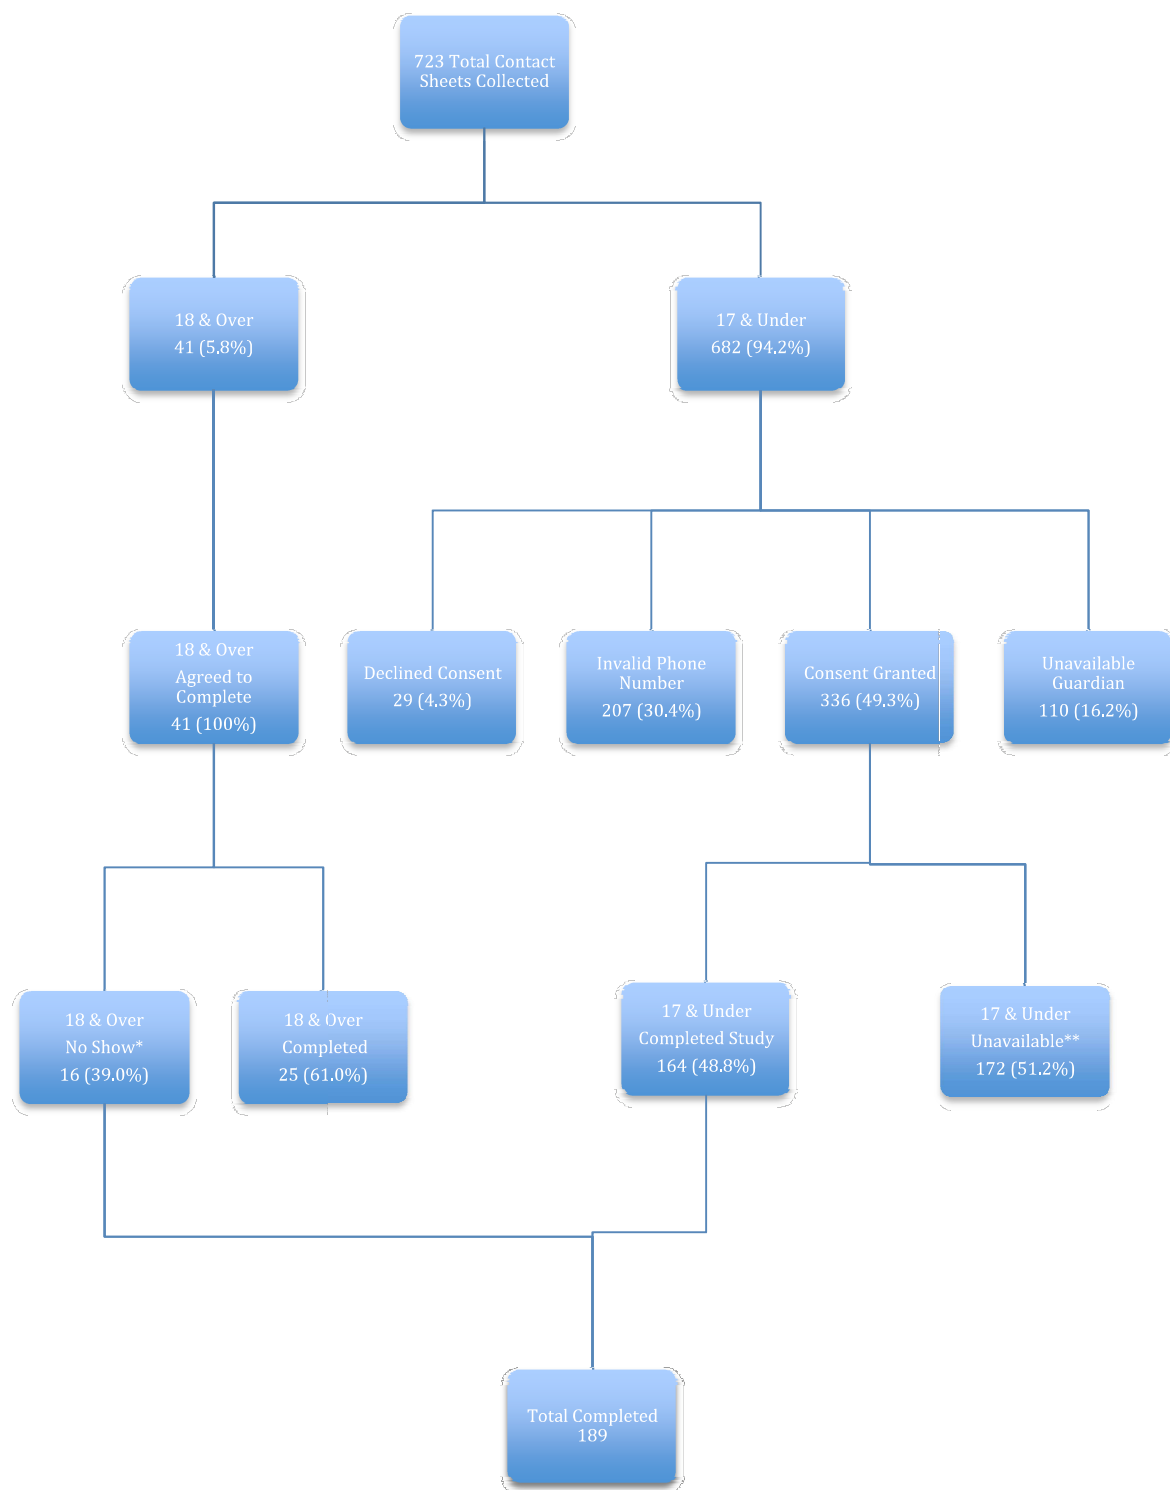 723 Total Contact
Sheets Collected
18 & Over
41 (5.8%)
17 & Under
682 (94.2%)
18 & Over
Agreed to
Complete
41 (100%)
Declined Consent
29 (4.3%)
Invalid Phone
Number
207 (30.4%)
Consent Granted
336 (49.3%)
Unavailable
Guardian
110 (16.2%)
18 & Over
No Show*
16 (39.0%)
18 & Over
Completed
25 (61.0%)
17 & Under
Completed Study
164 (48.8%)
17 & Under
Unavailable**
172 (51.2%)
Total Completed
189